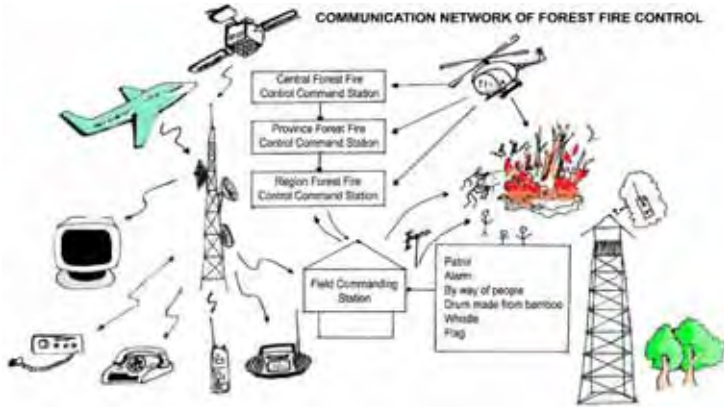 COMMUNICATION NETWORK OF FOREST FIRE CONTROL
Central Forest Fire
Control Command Station
Province Forest Fire
Control Command Station
Region Forest Fire
Control Command Station
Field Commanding
Station
Patrol
Alarm
By way of people
Drum made from bamboo
Whistle
Flag